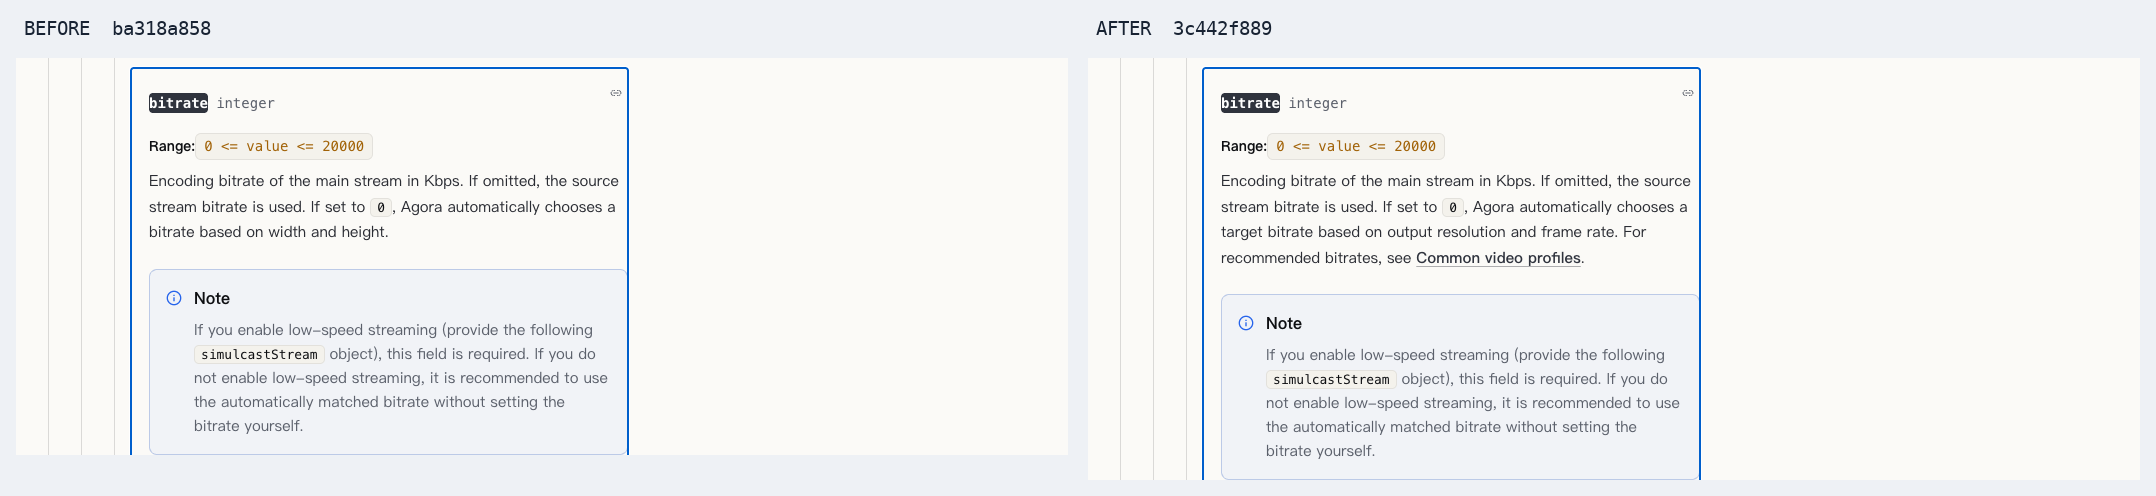 BEFORE ba318a858
bitrate integer
Range: 0 <= value <= 20000
Encoding bitrate of the main stream in Kbps. If omitted, the source
stream bitrate is used. If set to 0, Agora automatically chooses a
bitrate based on width and height.
Note
If you enable low-speed streaming (provide the following
simulcastStream object), this field is required. If you do
not enable low-speed streaming, it is recommended to use
the automatically matched bitrate without setting the
bitrate yourself.
AFTER 3c442f889
bitrate integer
Range: 0 <= value <= 20000
Encoding bitrate of the main stream in Kbps. If omitted, the source
stream bitrate is used. If set to 0, Agora automatically chooses a
target bitrate based on output resolution and frame rate. For
recommended bitrates, see Common video profiles.
Note
If you enable low-speed streaming (provide the following
simulcastStream object), this field is required. If you do
not enable low-speed streaming, it is recommended to use
the automatically matched bitrate without setting the
bitrate yourself.